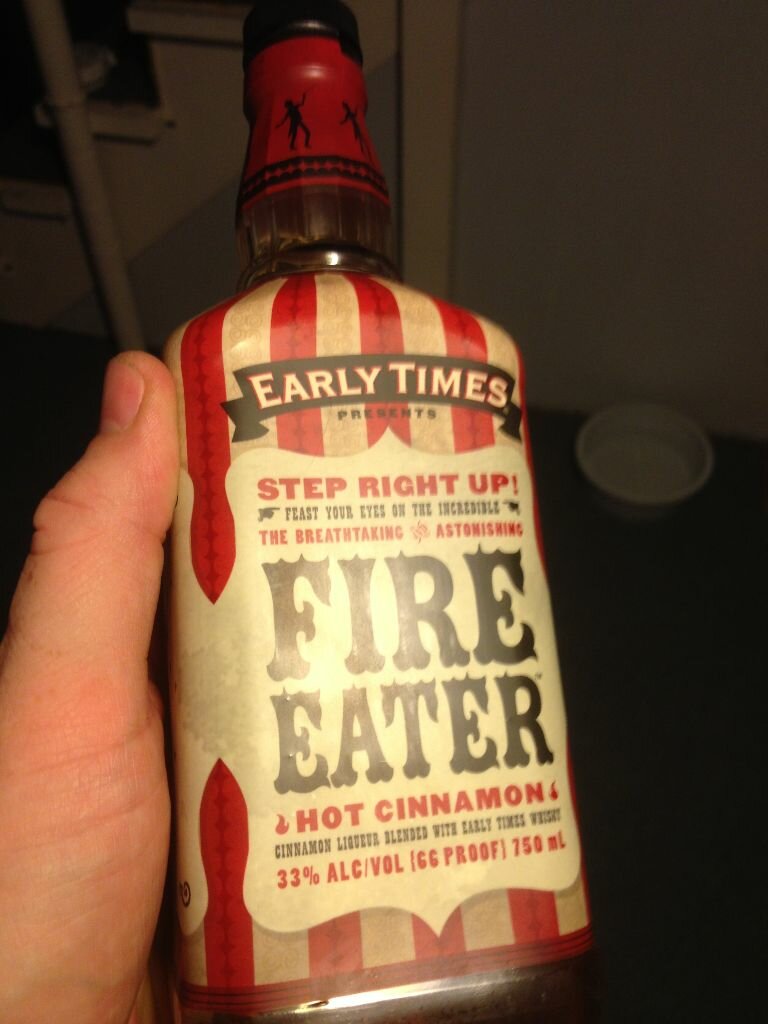 EARLY TIMES
PRESENTS
STEP RIGHT UP!
FEAST YOUR EYES ON THE INCREDIBLE
THE BREATHTAKING ASTONISHING
FIRE
EATER™
HOT CINNAMON
CINNAMON LIQUEUR BLENDED WITH EARLY TIMES WHISKY
33% ALC/VOL {66 PROOF} 750 mL